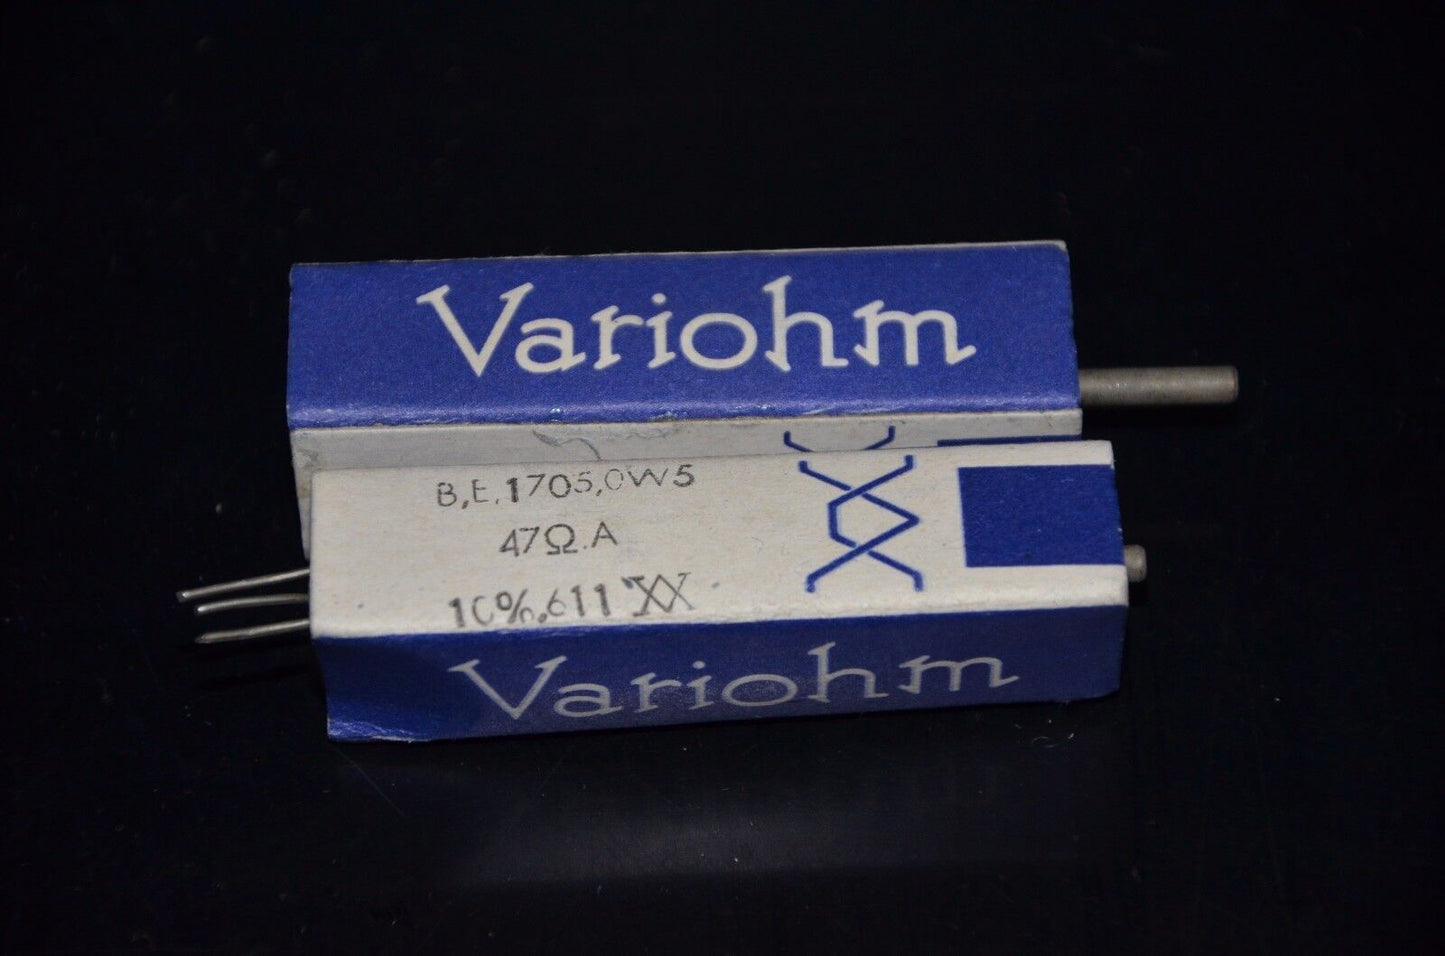 Variohm
B,E,1705,0W5
47Ω.A
10%,611
Variohm